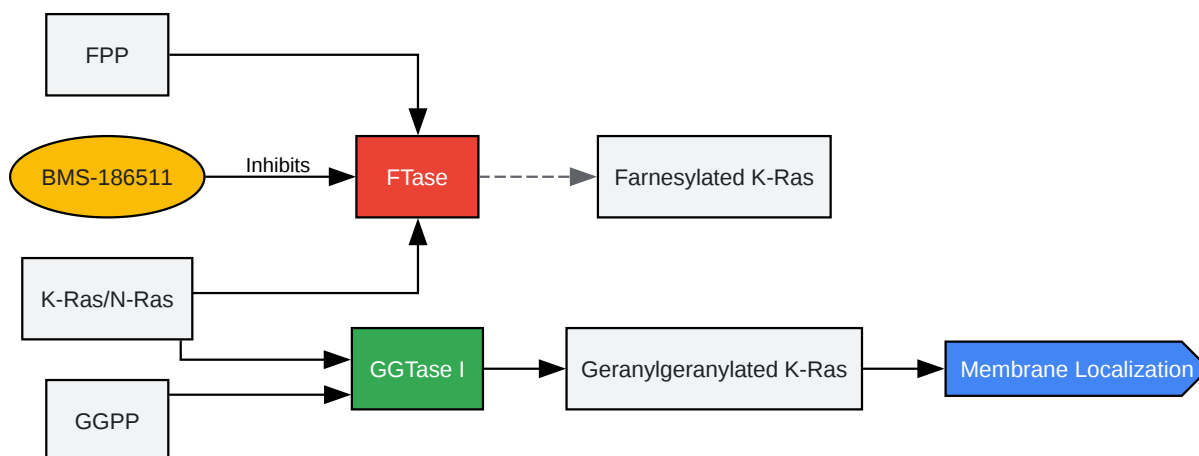 FPP
BMS-186511
Inhibits
FTase
Farnesylated K-Ras
K-Ras/N-Ras
GGTase I
Geranylgeranylated K-Ras
Membrane Localization
GGPP